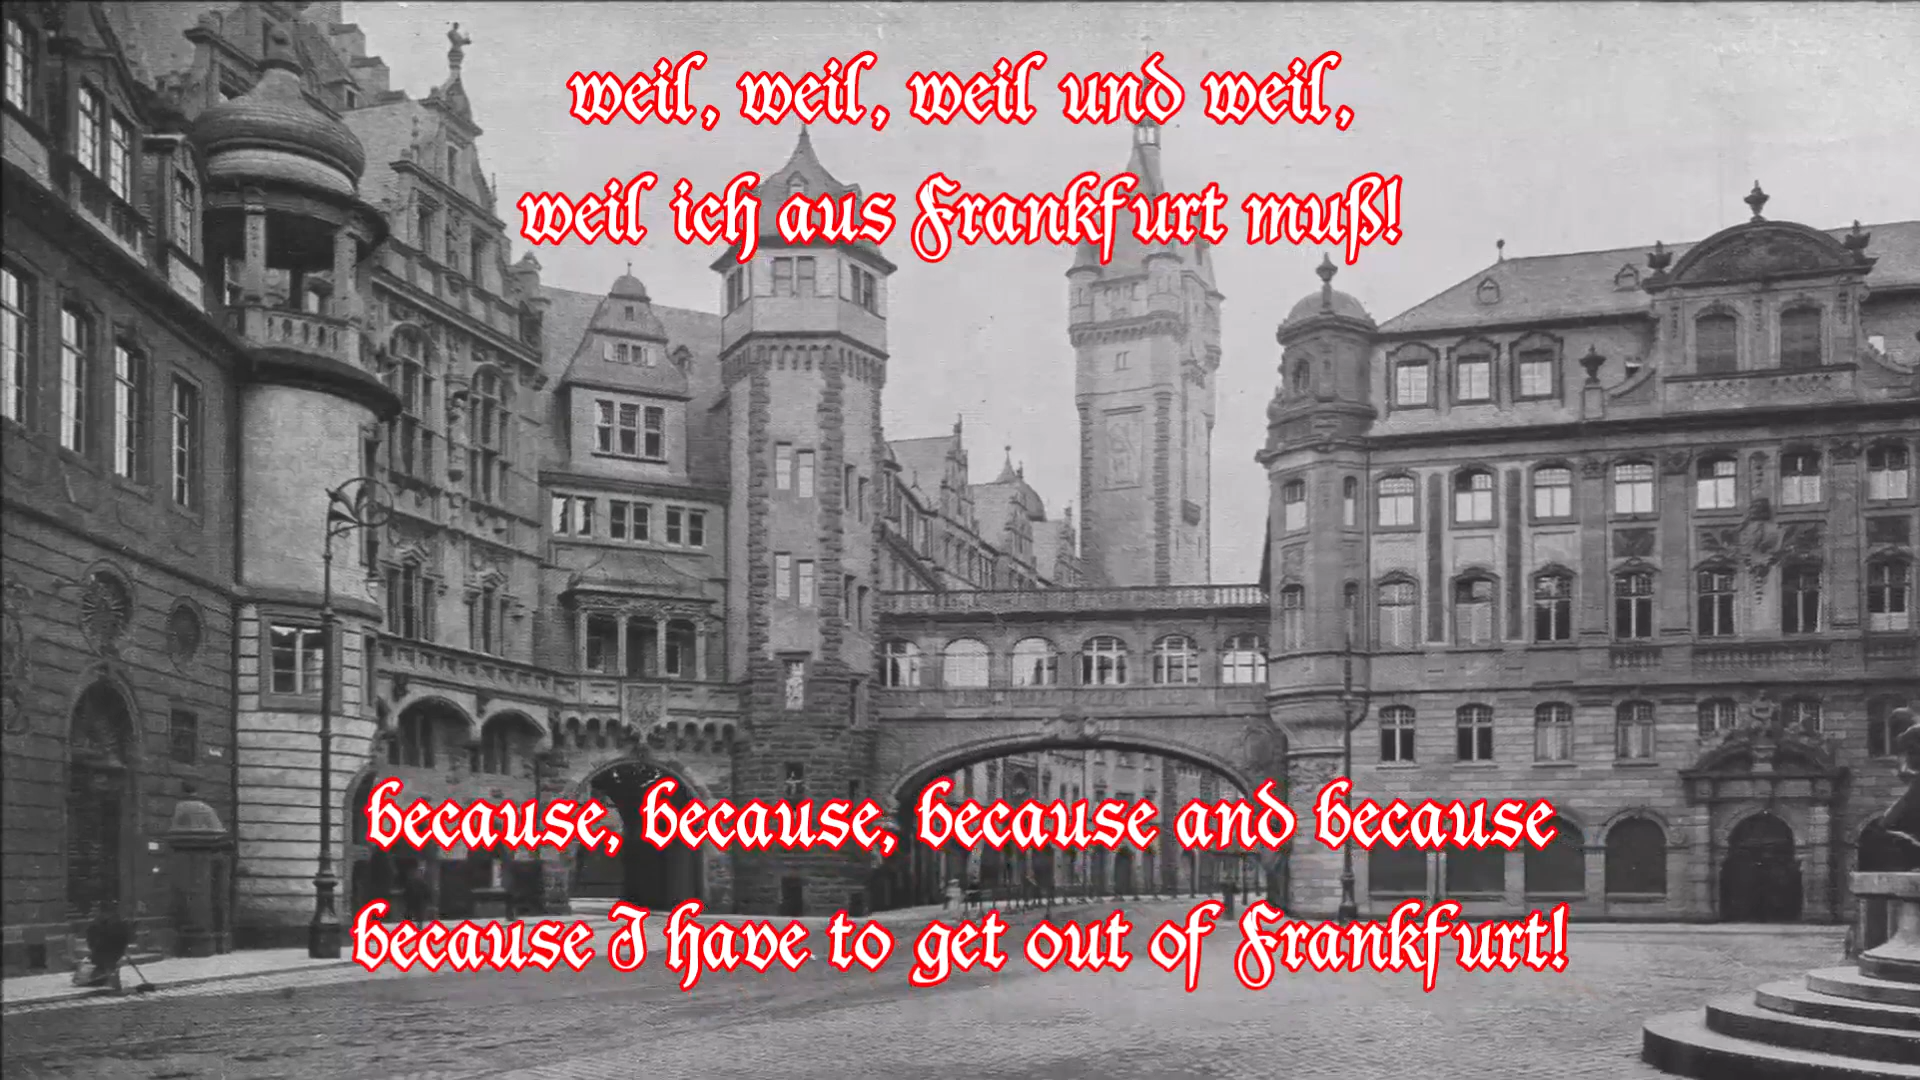 weil, weil, weil und weil,
weil ich aus Frankfurt muß!
because, because, because and because
because I have to get out of Frankfurt!